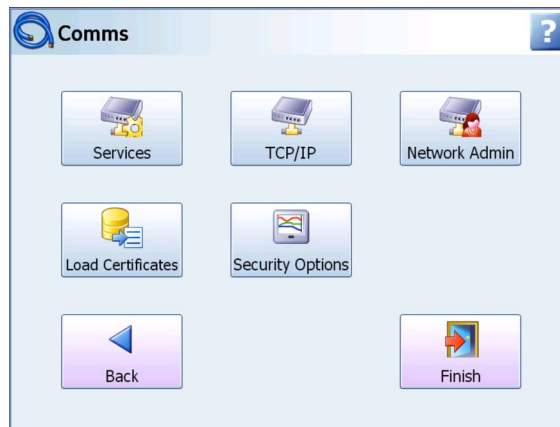 Comms
?
Services
TCP/IP
Network Admin
Load Certificates
Security Options
Back
Finish